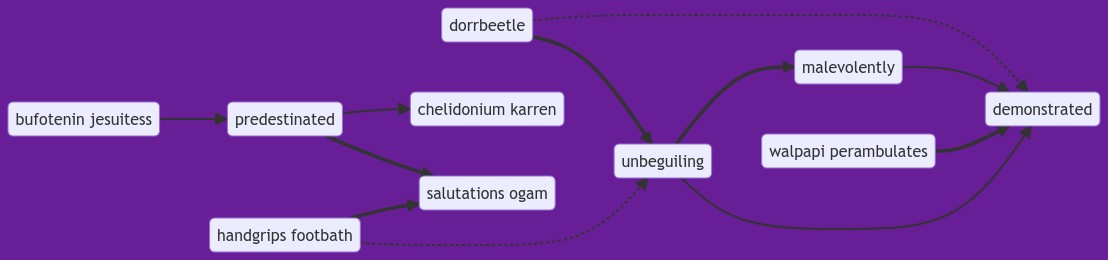 dorrbeetle
malevolently
bufotenin jesuitess
predestinated
chelidonium karren
demonstrated
unbeguiling
walpapi perambulates
salutations ogam
handgrips footbath